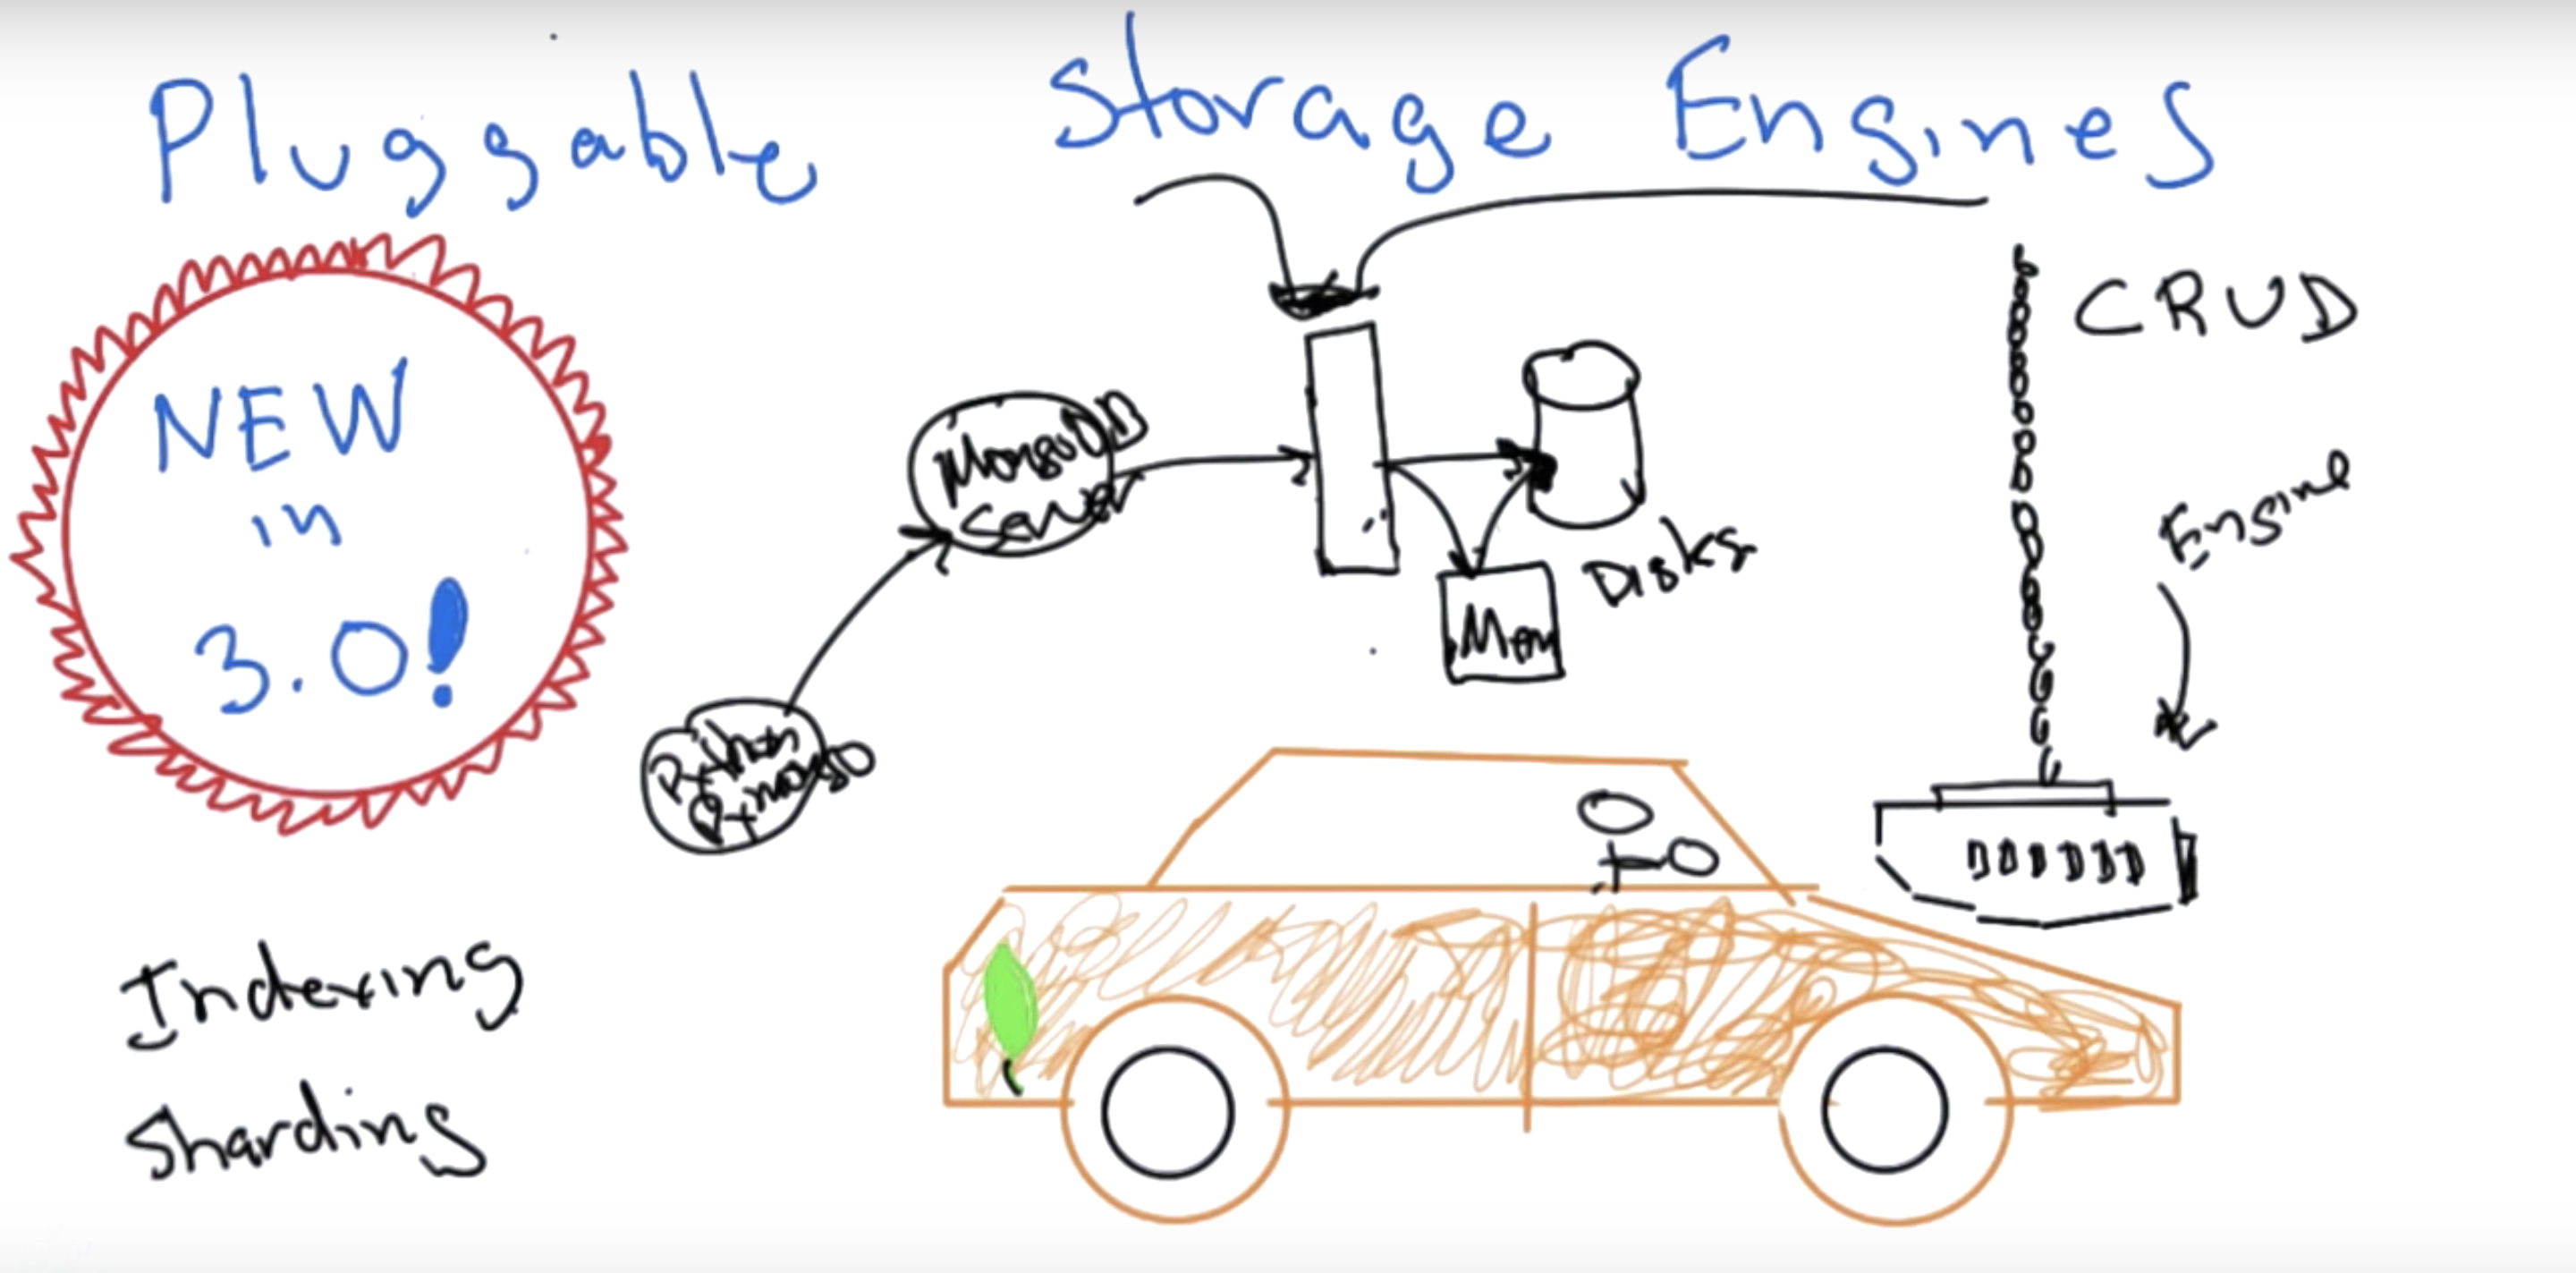 Pluggable Storage Engines
NEW
in
3.0!
CRUD
Engine
MongoDB
Server
Disks
Mem
Python
Pymongo
Indexing
Sharding